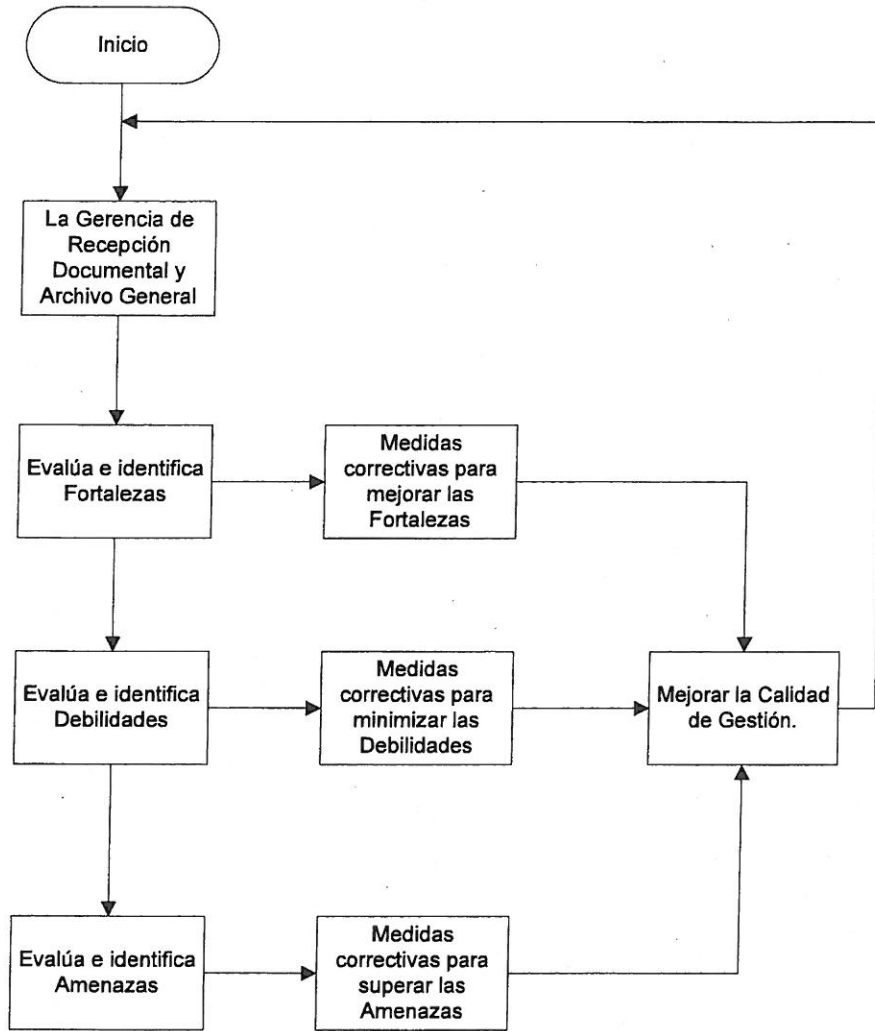 Inicio
La Gerencia de
Recepción
Documental y
Archivo General
Evalúa e identifica
Fortalezas
Medidas
correctivas para
mejorar las
Fortalezas
Evalúa e identifica
Debilidades
Medidas
correctivas para
minimizar las
Debilidades
Mejorar la Calidad
de Gestión.
Evalúa e identifica
Amenazas
Medidas
correctivas para
superar las
Amenazas